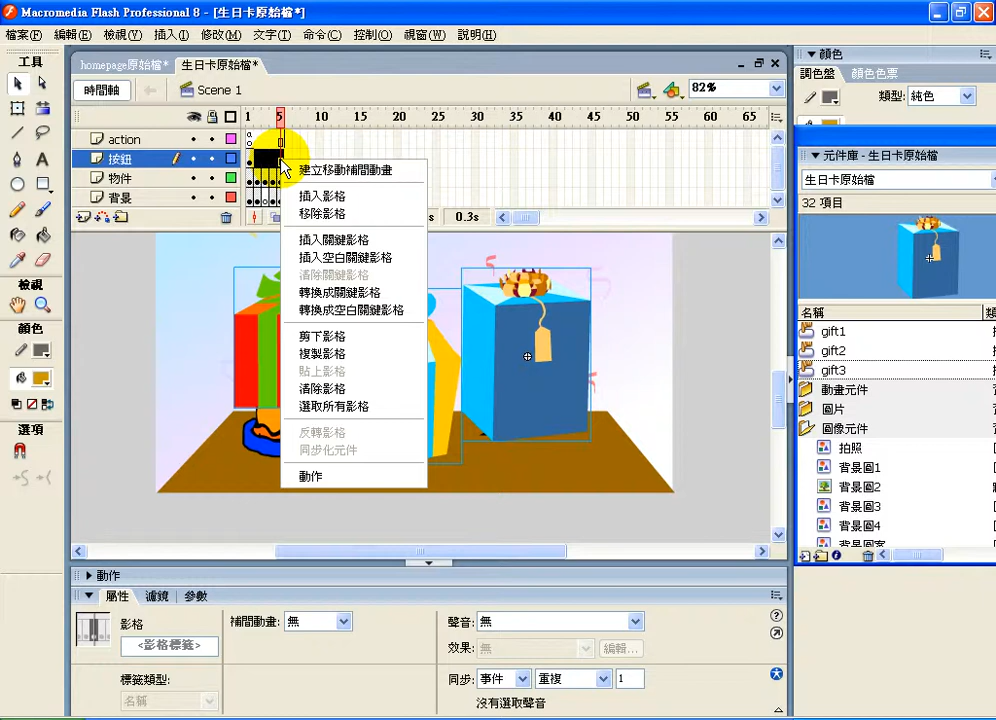 Macromedia Flash Professional 8 - [生日卡原始檔*]
檔案(F) 編輯(E) 檢視(V) 插入(I) 修改(M) 文字(T) 命令(C) 控制(O) 視窗(W) 說明(H)
工具
檢視
顏色
選項
homepage原始檔* 生日卡原始檔*
時間軸 Scene 1 82%
1 5 10 15 20 25 30 35 40 45 50 55 60 65
action
按鈕
物件
背景
s 0.3s
建立移動補間動畫
插入影格
移除影格
插入關鍵影格
插入空白關鍵影格
清除關鍵影格
轉換成關鍵影格
轉換成空白關鍵影格
剪下影格
複製影格
貼上影格
清除影格
選取所有影格
反轉影格
同步化元件
動作
顏色
調色盤 顏色色票
類型: 純色
元件庫 - 生日卡原始檔
生日卡原始檔
32 項目
名稱 類
gift1
gift2
gift3
動畫元件
圖片
圖像元件
拍照
背景圖1
背景圖2
背景圖3
背景圖4
背景圖案
動作
屬性 濾鏡 參數
影格
<影格標籤>
標籤類型:
名稱
補間動畫: 無
聲音: 無
效果: 無 編輯...
同步: 事件 重複 1
沒有選取聲音